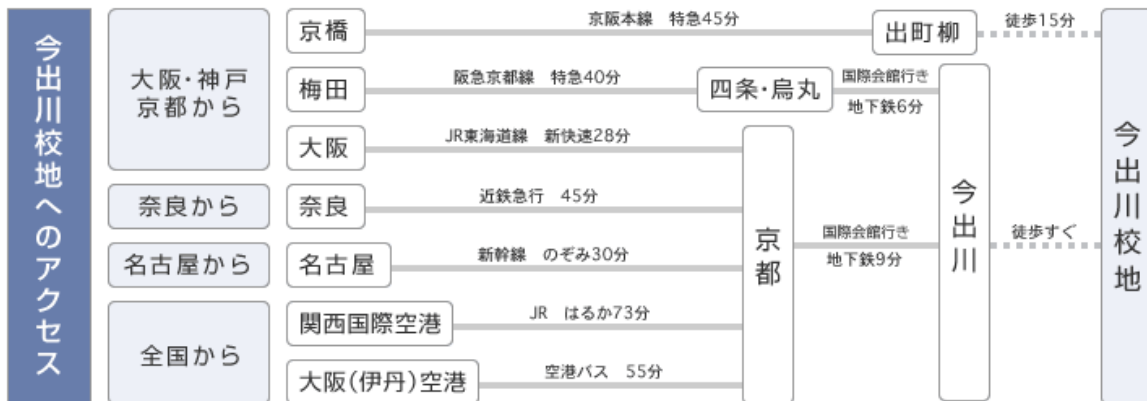 今出川校地へのアクセス
大阪・神戸
京都から
京橋
京阪本線 特急45分
出町柳
徒歩15分
梅田
阪急京都線 特急40分
四条・烏丸
国際会館行き
地下鉄6分
大阪
JR東海道線 新快速28分
奈良から
奈良
近鉄急行 45分
名古屋から
名古屋
新幹線 のぞみ30分
全国から
関西国際空港
JR はるか73分
大阪(伊丹)空港
空港バス 55分
京都
国際会館行き
地下鉄9分
今出川
徒歩すぐ
今出川校地